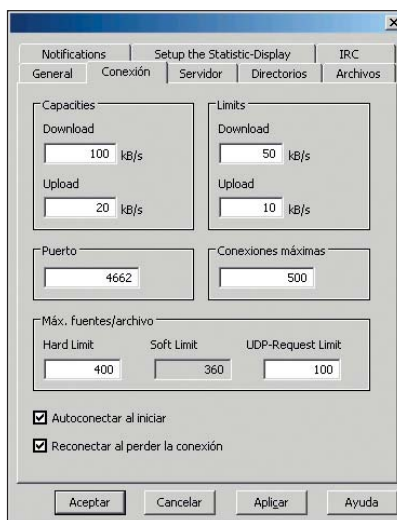 Notifications Setup the Statistic-Display IRC
General Conexión Servidor Directorios Archivos
Capacities Limits
Download Download
100 kB/s 50 kB/s
Upload Upload
20 kB/s 10 kB/s
Puerto Conexiones máximas
4662 500
Máx. fuentes/archivo
Hard Limit Soft Limit UDP-Request Limit
400 360 100
Autoconectar al iniciar
Reconectar al perder la conexión
Aceptar Cancelar Aplicar Ayuda